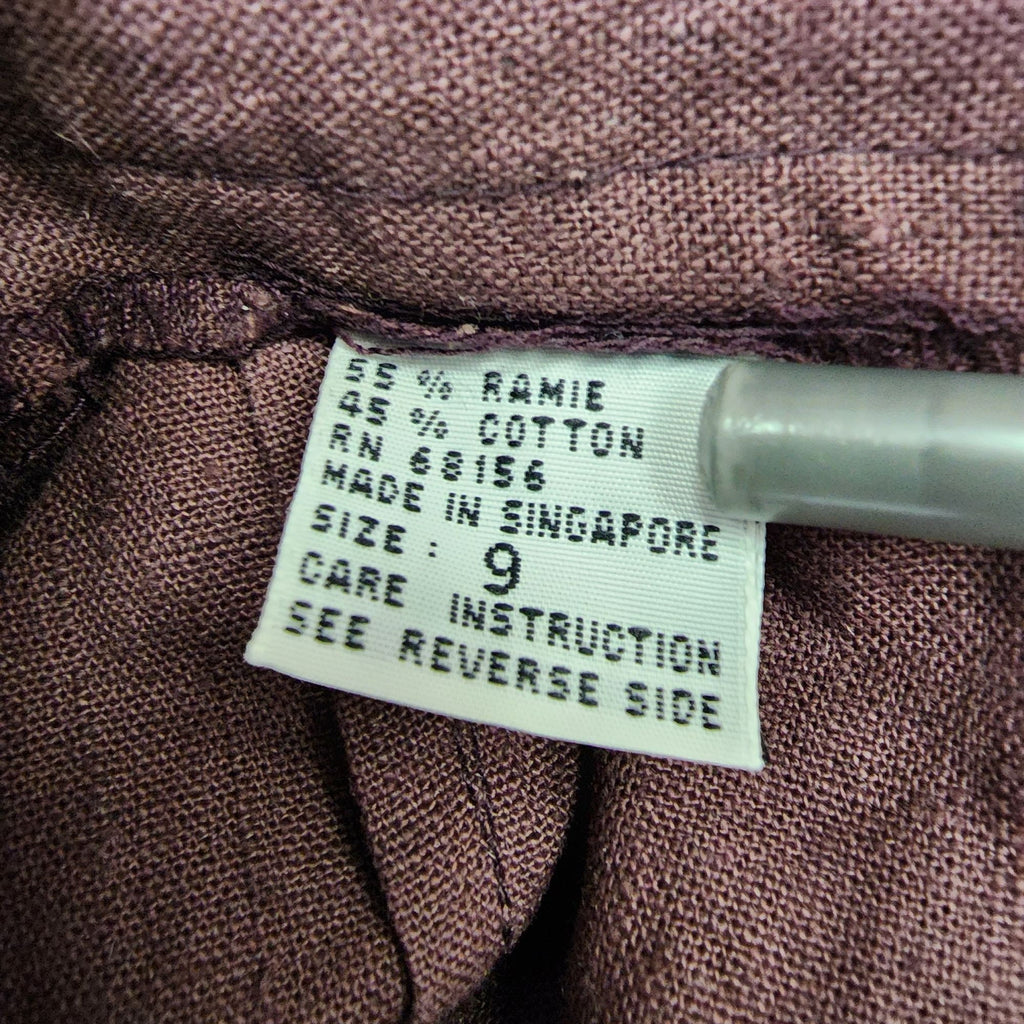 55 % RAMIE
45 % COTTON
RN 68156
MADE IN SINGAPORE
SIZE : 9
CARE INSTRUCTION
SEE REVERSE SIDE